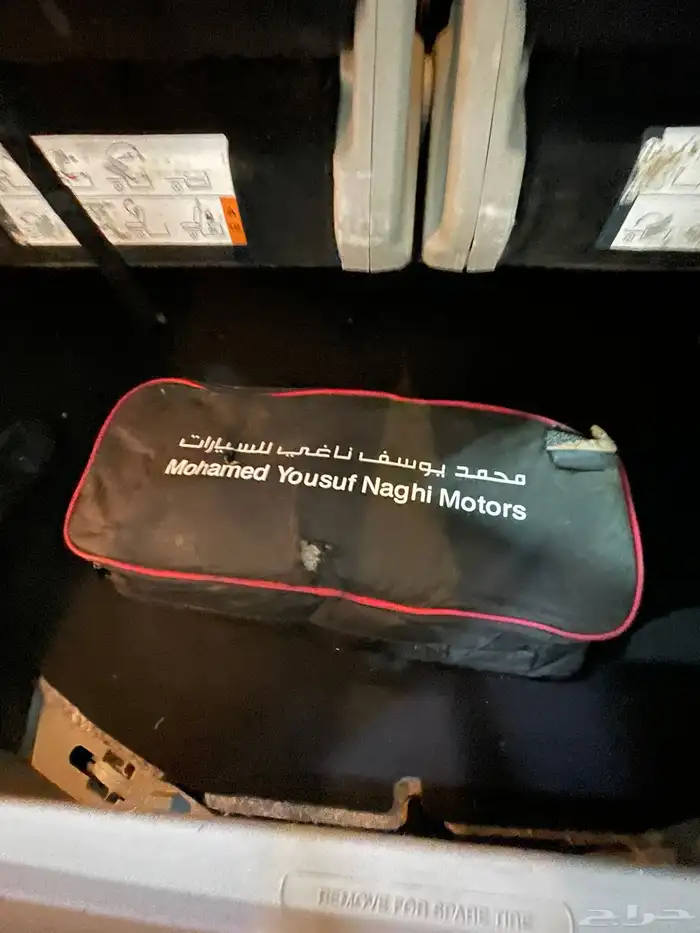 محمد يوسف ناغي للسيارات
Mohamed Yousuf Naghi Motors
REMOVE FOR SPARE TIRE
حراج